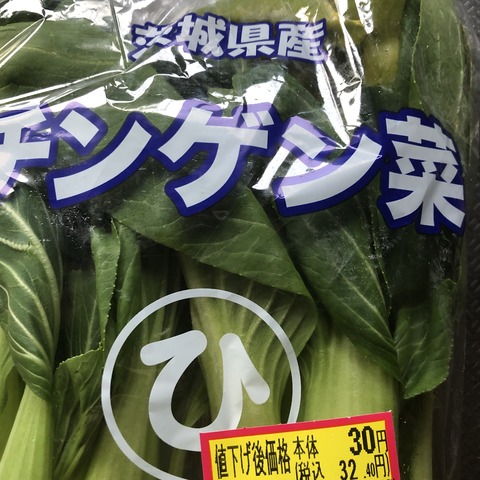 茨城県産
チンゲン菜
ひ
値下げ後価格 本体 30円
(税込 32.40円)